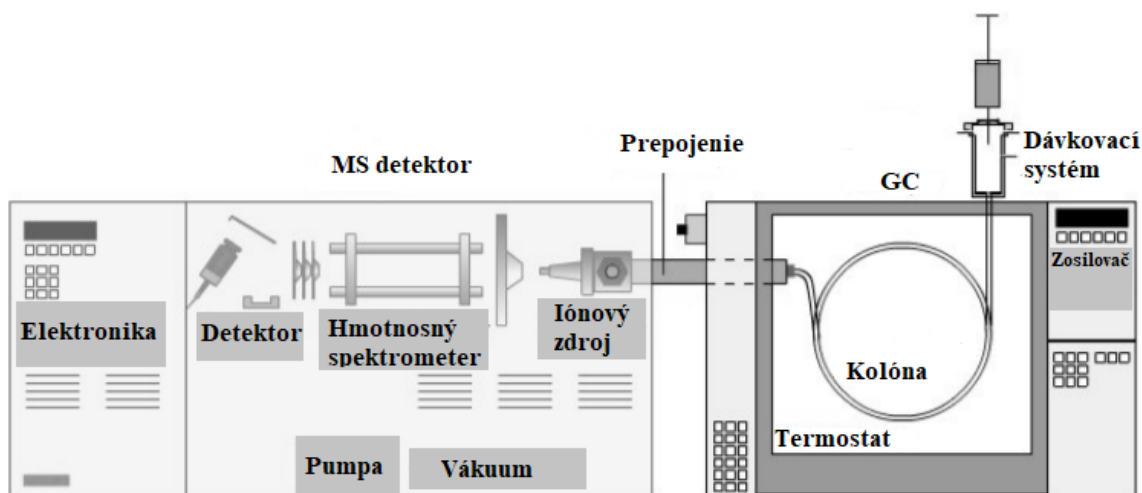 Prepojenie
Dávkovací
systém
MS detektor
GC
Zosilovač
Elektronika
Detektor
Hmotnosný
spektrometer
Iónový
zdroj
Kolóna
Termostat
Pumpa
Vákuum